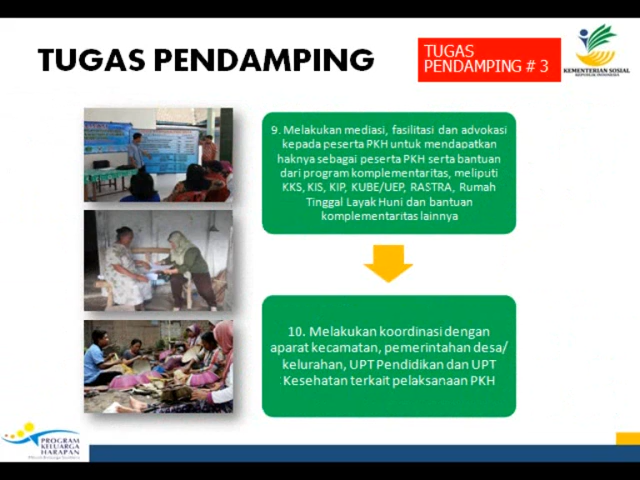 TUGAS PENDAMPING
TUGAS
PENDAMPING # 3
KEMENTERIAN SOSIAL
REPUBLIK INDONESIA
9. Melakukan mediasi, fasilitasi dan advokasi
kepada peserta PKH untuk mendapatkan
haknya sebagai peserta PKH serta bantuan
dari program komplementaritas, meliputi
KKS, KIS, KIP, KUBE/UEP, RASTRA, Rumah
Tinggal Layak Huni dan bantuan
komplementaritas lainnya
10. Melakukan koordinasi dengan
aparat kecamatan, pemerintahan desa/
kelurahan, UPT Pendidikan dan UPT
Kesehatan terkait pelaksanaan PKH
PROGRAM
KELUARGA
HARAPAN